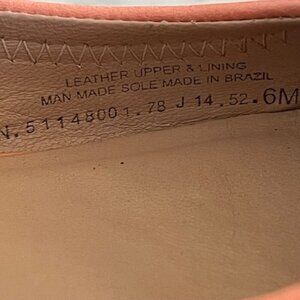 LEATHER UPPER & LINING
MAN MADE SOLE MADE IN BRAZIL
N.51148001.78 J 14.52.6M